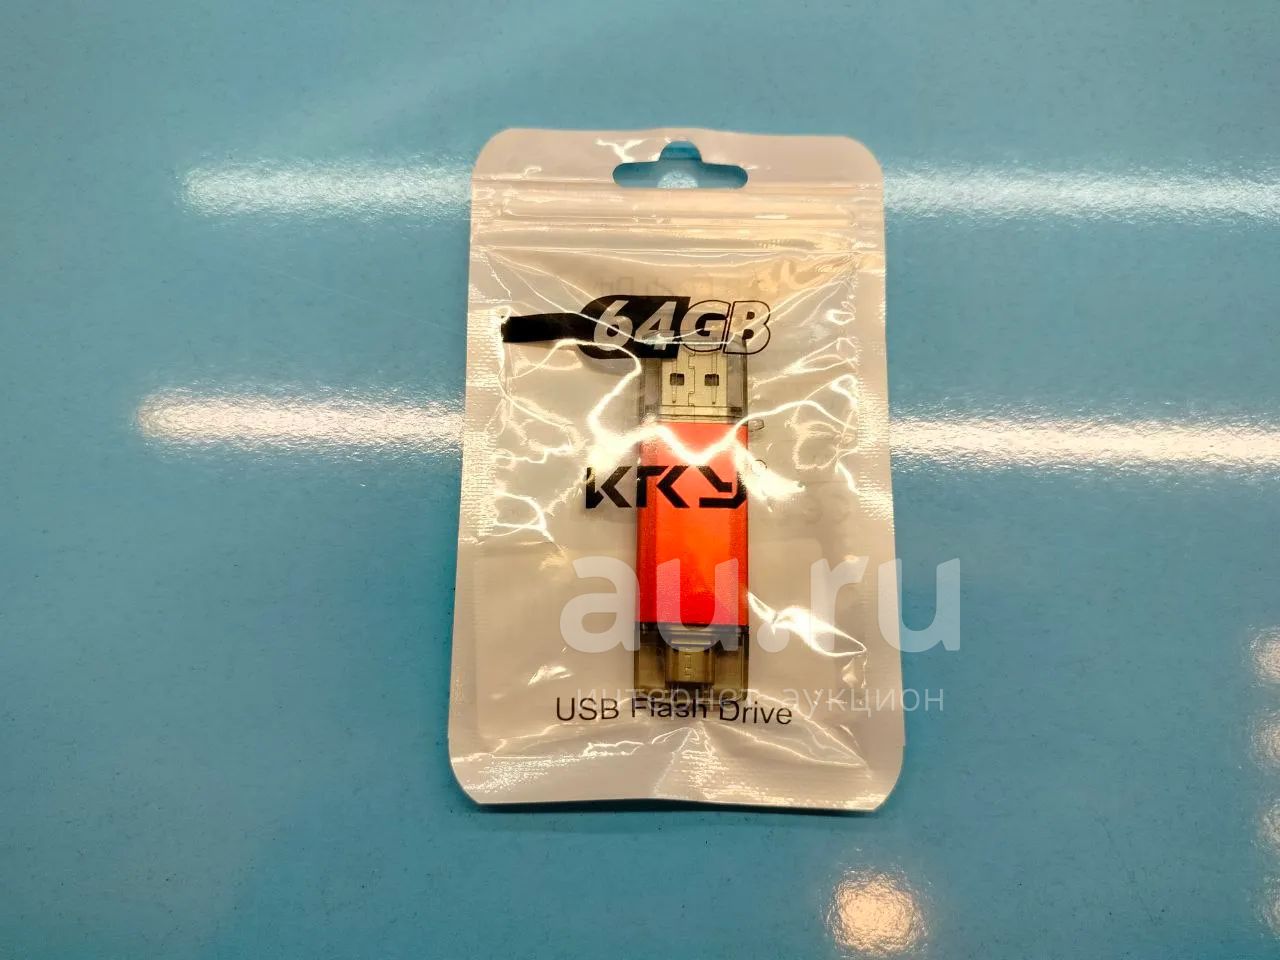 64GB
KRY
au.ru
интернет-аукцион
USB Flash Drive